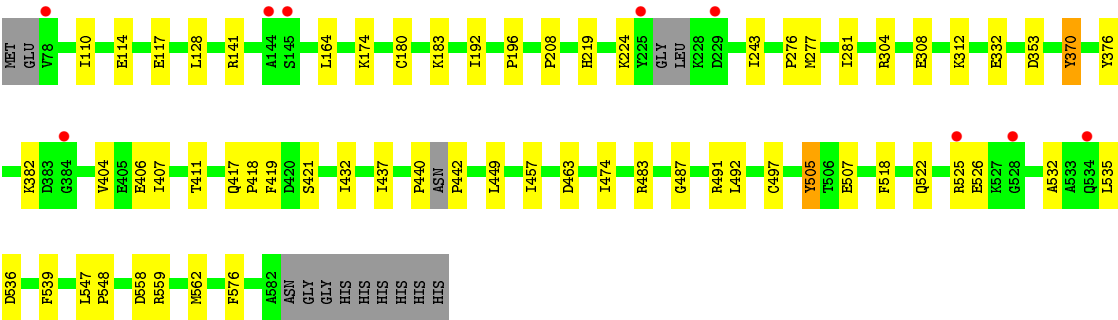 MET GLU V78 I110 E114 E117 L128 R141 A144 S145 L164 K174 C180 K183 I192 P196 P208 H219 K224 Y225 GLY LEU K228 D229 I243 P276 M277 I281 R304 E308 K312 E332 D353 Y370 Y376
K382 D383 G384 V404 E405 E406 I407 T411 Q417 P418 F419 D420 S421 I432 I437 P440 ASN P442 L449 I457 D463 I474 R483 G487 R491 L492 C497 Y505 T506 E507 F518 Q522 R525 E526 K527 G528 A532 A533 Q534 L535
D536 F539 L547 P548 D558 R559 M562 F576 A582 ASN GLY GLY HIS HIS HIS HIS HIS HIS